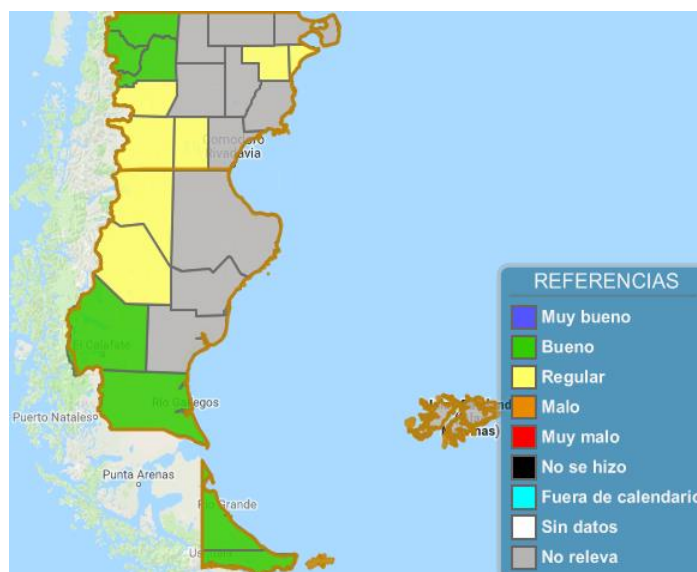 Comodoro
Rivadavia
El Calafate
Río Gallegos
Puerto Natales
Punta Arenas
Río Grande
REFERENCIAS
Muy bueno
Bueno
Regular
Malo
Muy malo
No se hizo
Fuera de calendario
Sin datos
No releva